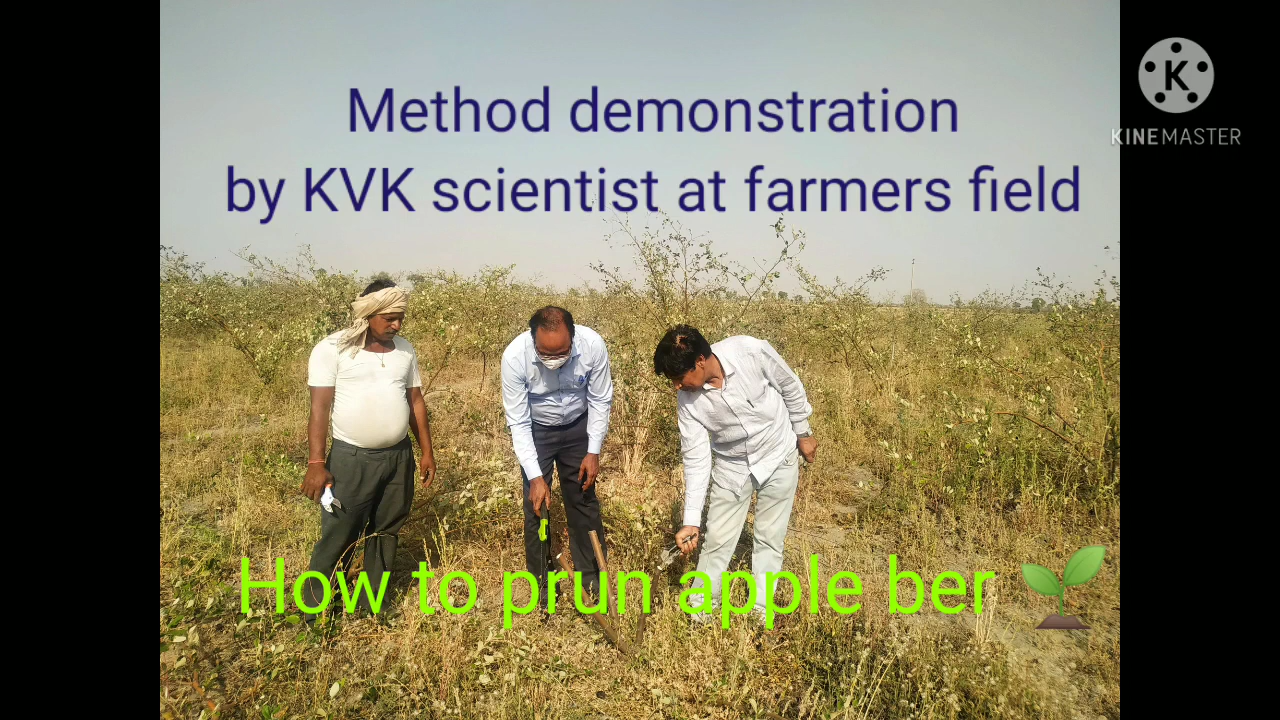 Method demonstration
by KVK scientist at farmers field
K
KINEMASTER
How to prun apple ber 🌱